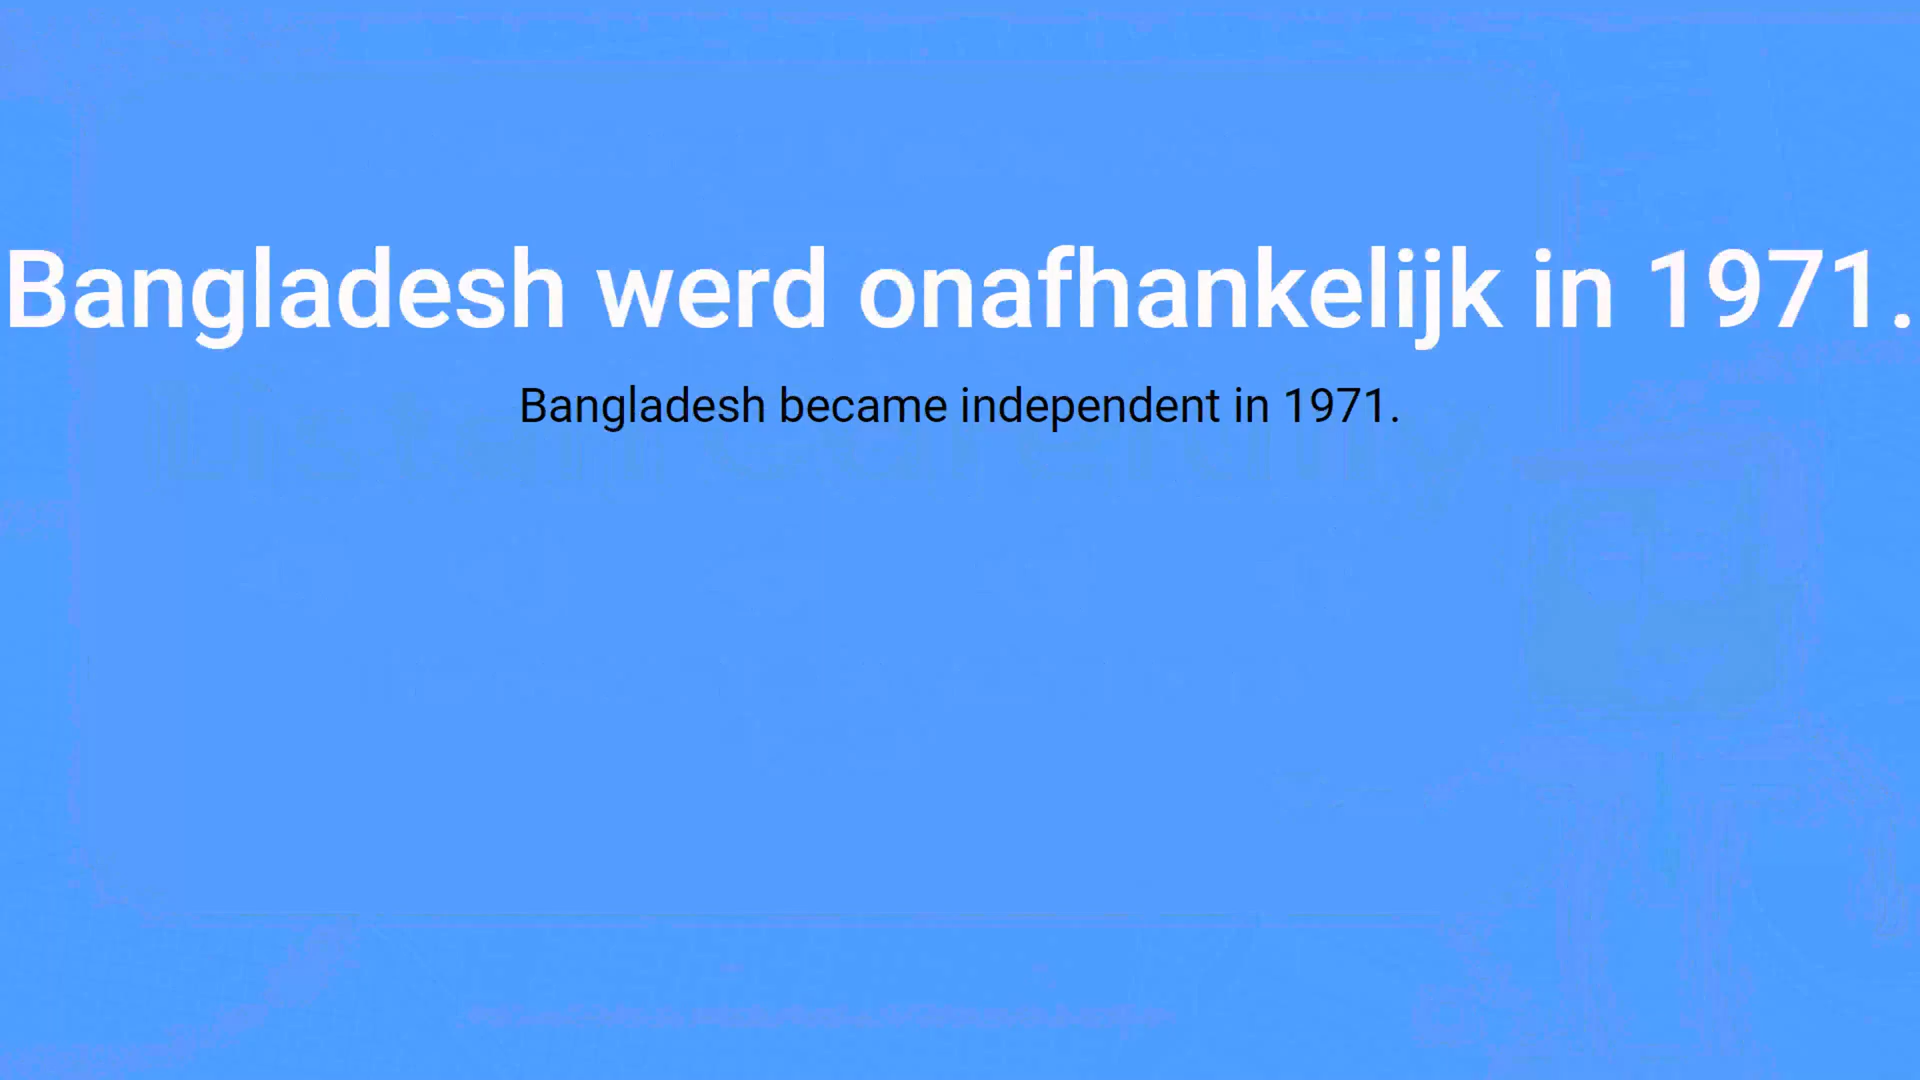 Bangladesh werd onafhankelijk in 1971.
Bangladesh became independent in 1971.